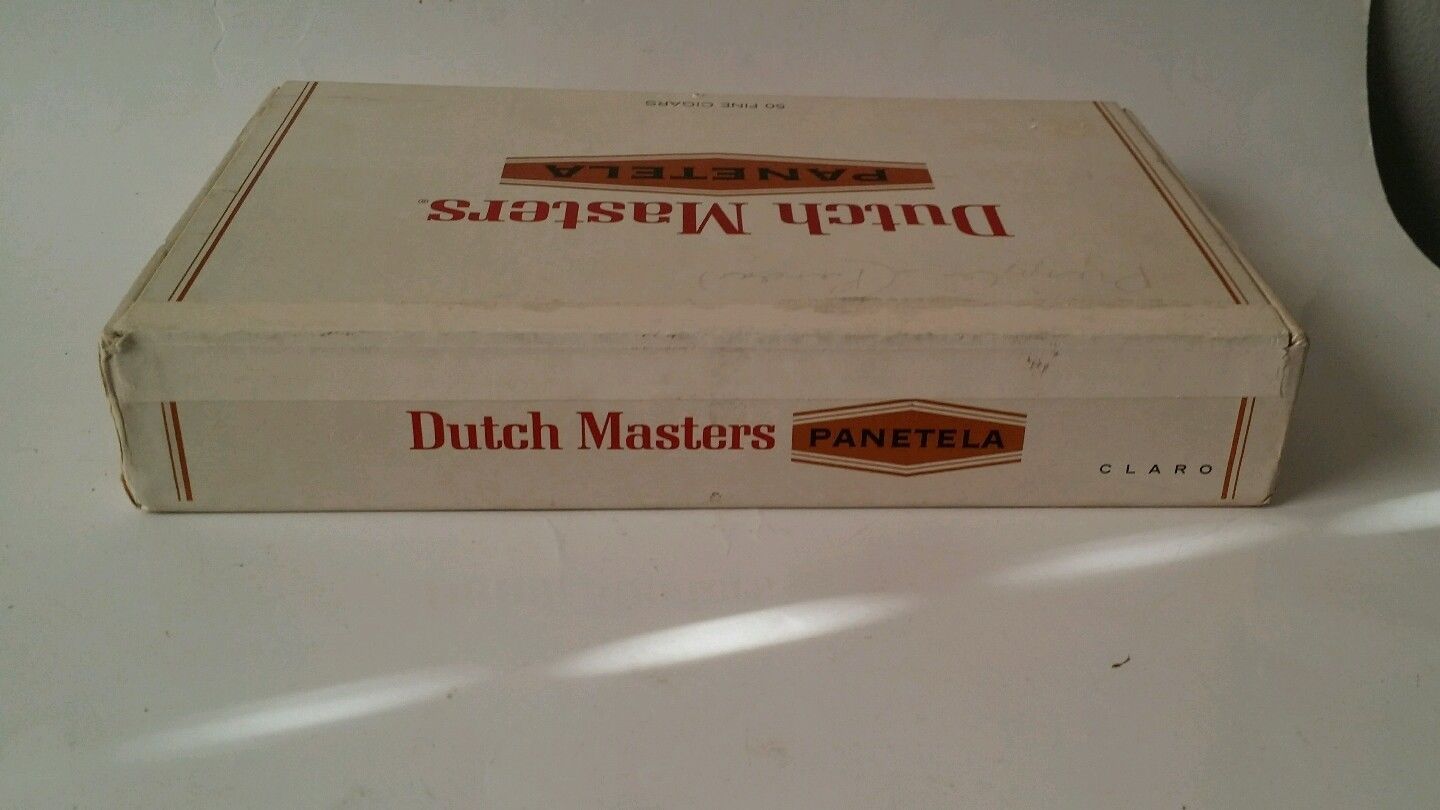 50 FINE CIGARS
PANETELA
Dutch Masters®
Dutch Masters PANETELA
CLARO